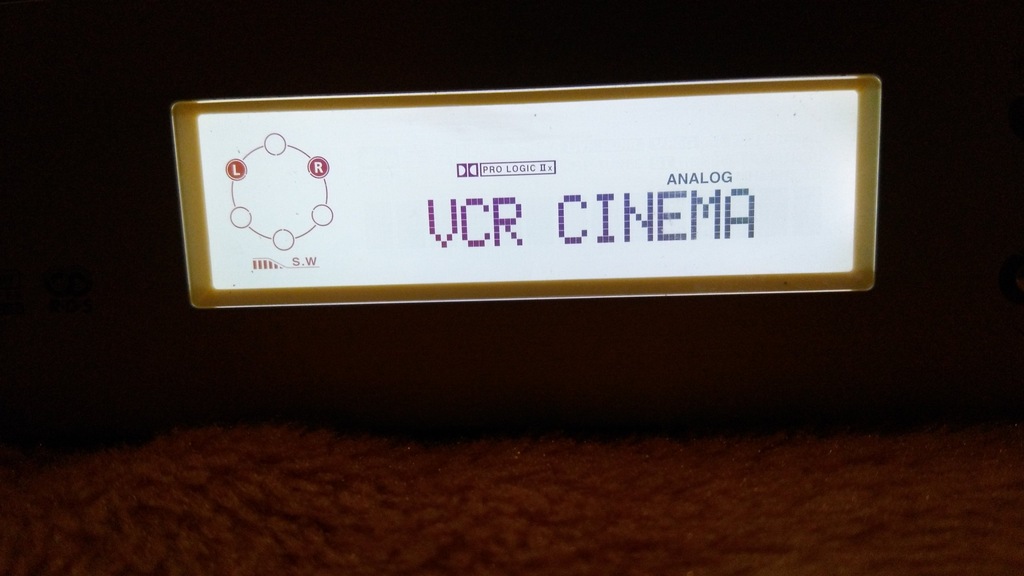 L R
PRO LOGIC IIx
ANALOG
VCR CINEMA
S.W